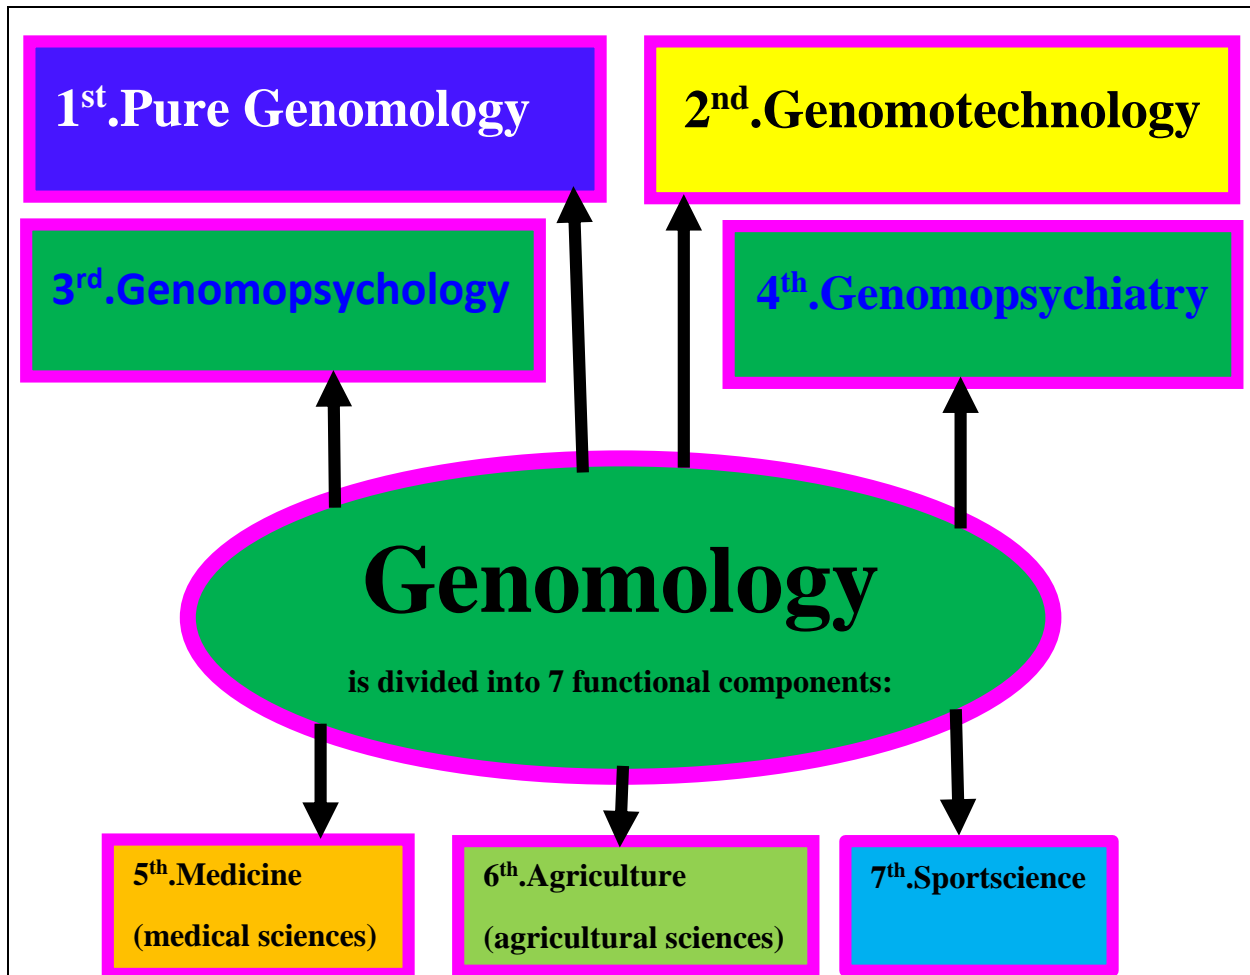 1st.Pure Genomology
2nd.Genomotechnology
3rd.Genomopsychology
4th.Genomopsychiatry
Genomology
is divided into 7 functional components:
5th.Medicine
(medical sciences)
6th.Agriculture
(agricultural sciences)
7th.Sportscience